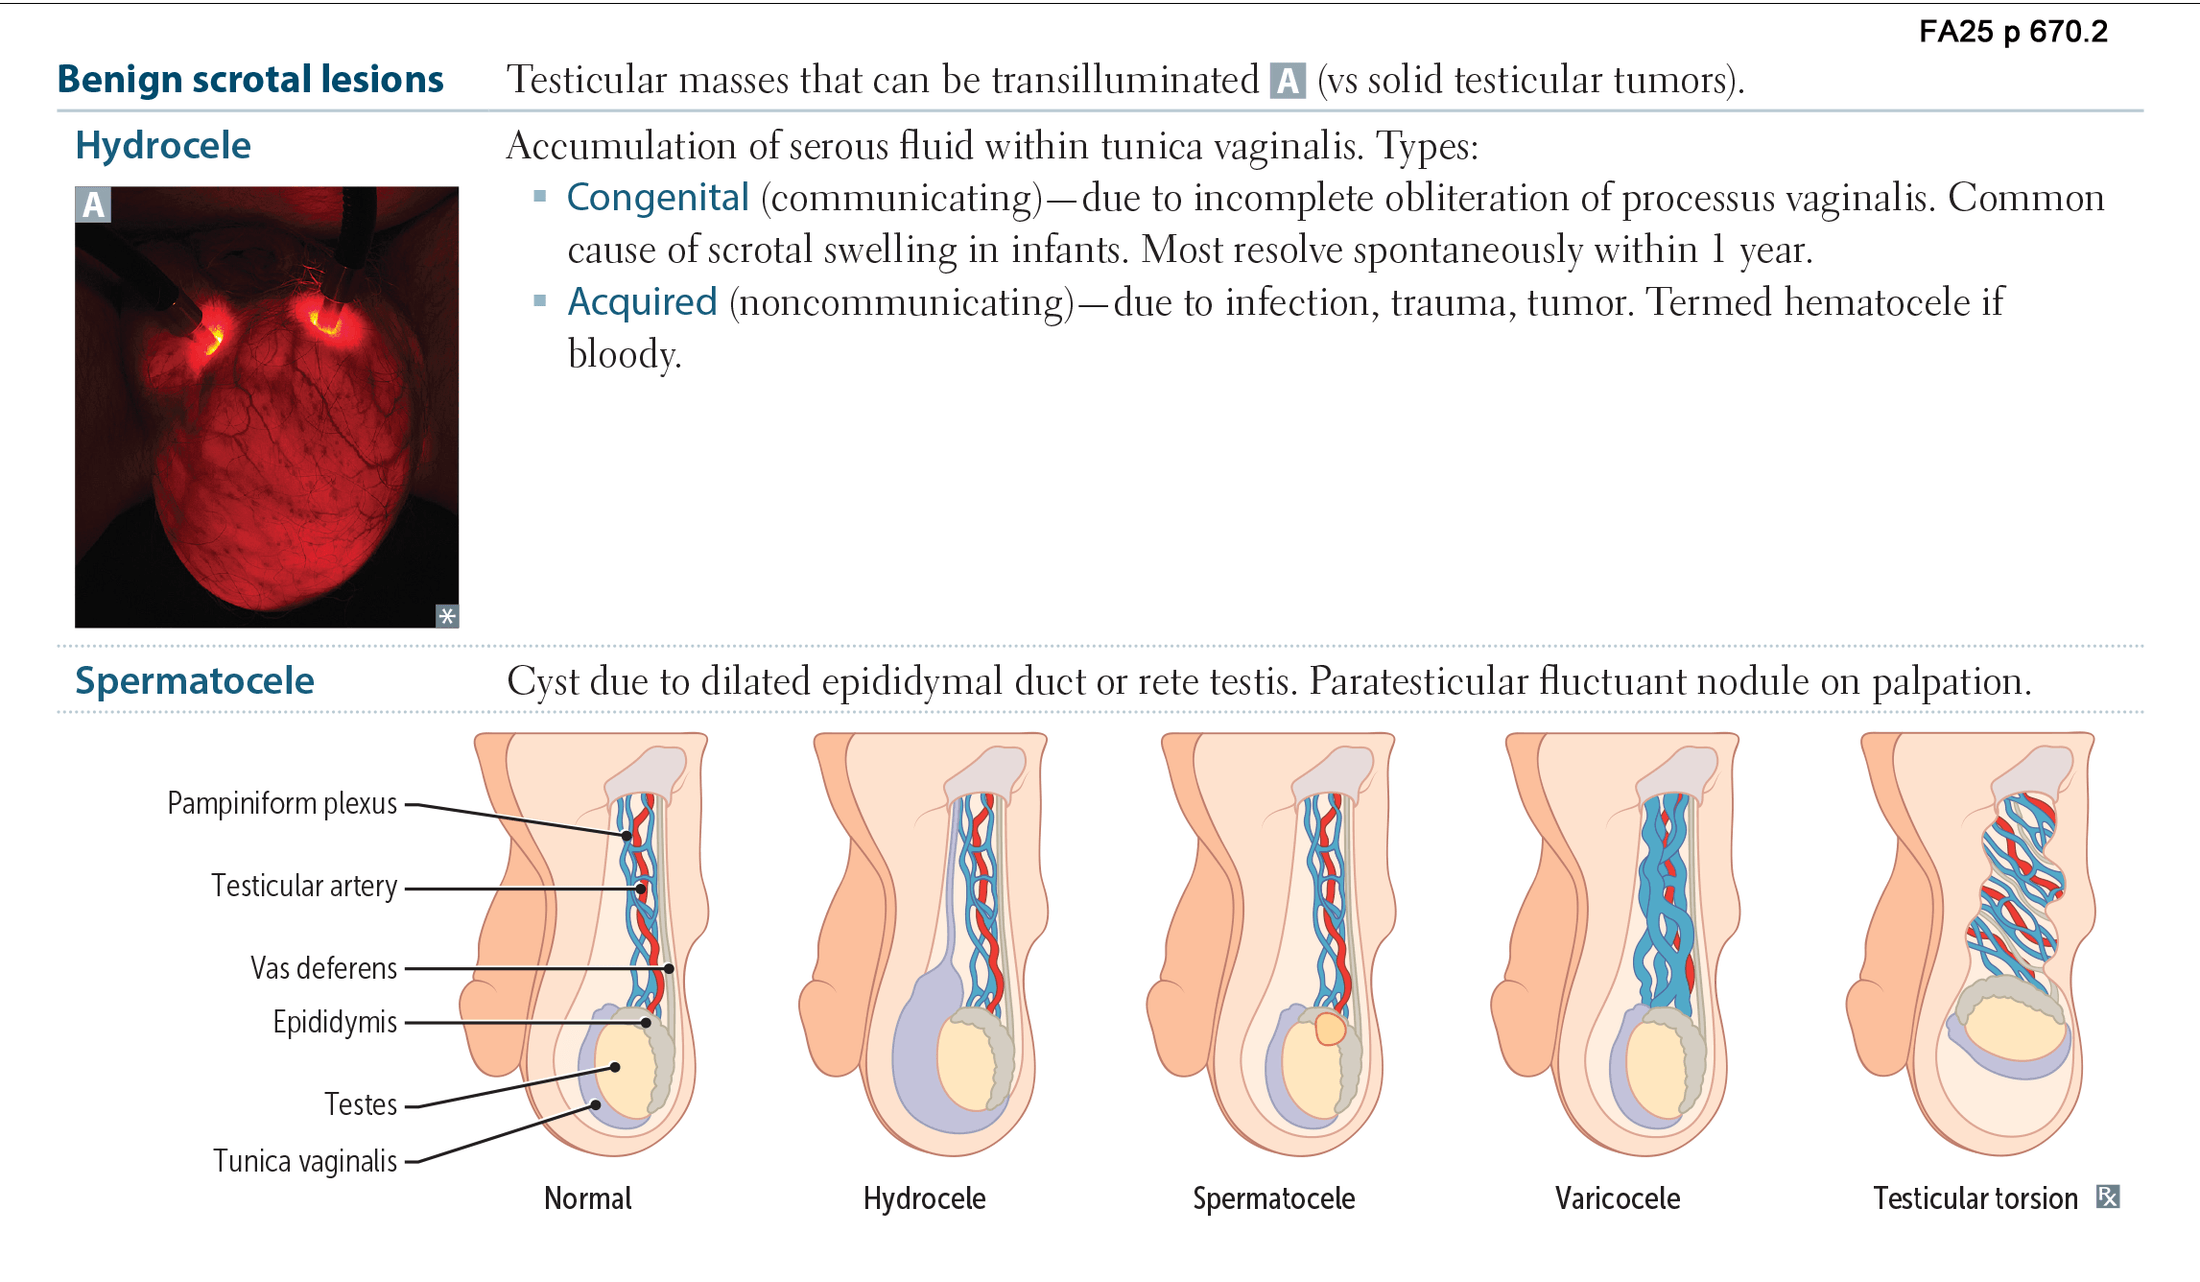 FA25 p 670.2
Benign scrotal lesions
Testicular masses that can be transilluminated A (vs solid testicular tumors).
Hydrocele
Accumulation of serous fluid within tunica vaginalis. Types:
▪ Congenital (communicating)—due to incomplete obliteration of processus vaginalis. Common
cause of scrotal swelling in infants. Most resolve spontaneously within 1 year.
▪ Acquired (noncommunicating)—due to infection, trauma, tumor. Termed hematocele if
bloody.
A
*
Spermatocele
Cyst due to dilated epididymal duct or rete testis. Paratesticular fluctuant nodule on palpation.
Pampiniform plexus
Testicular artery
Vas deferens
Epididymis
Testes
Tunica vaginalis
Normal
Hydrocele
Spermatocele
Varicocele
Testicular torsion Rx